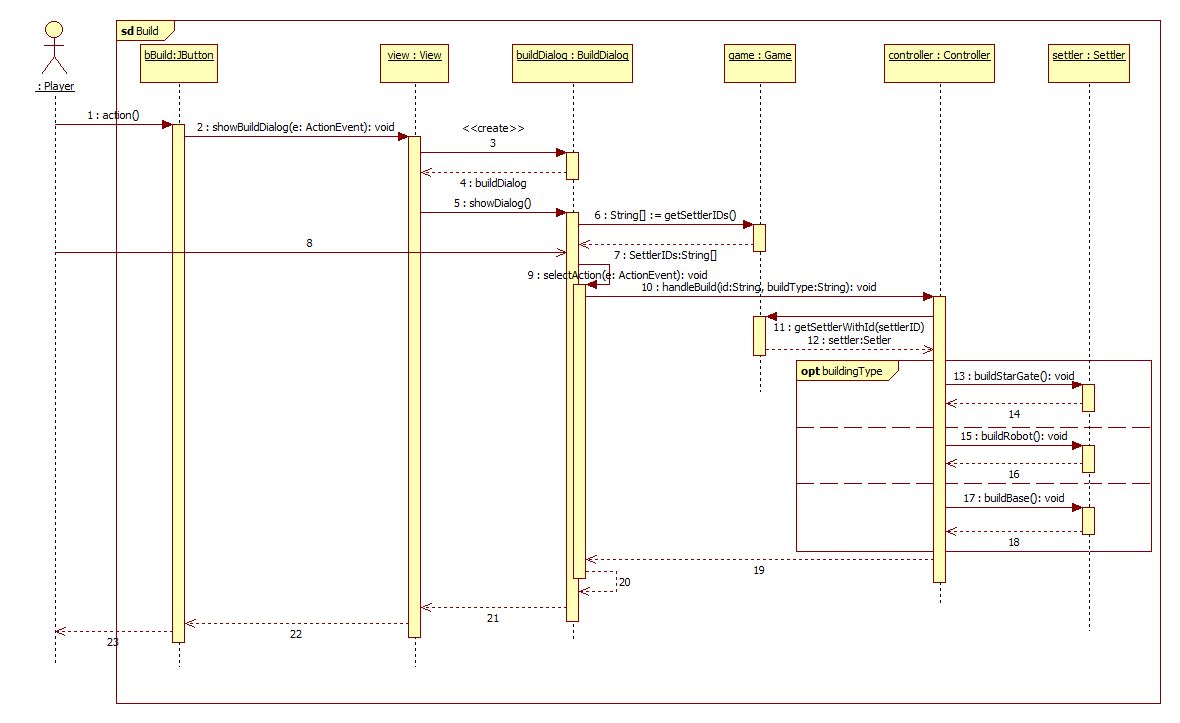 sd Build
: Player
bBuild:JButton
view : View
buildDialog : BuildDialog
game : Game
controller : Controller
settler : Settler
1 : action()
2 : showBuildDialog(e: ActionEvent): void
<<create>>
3
4 : buildDialog
5 : showDialog()
6 : String[] := getSettlerIDs()
7 : SettlerIDs:String[]
8
9 : selectAction(e: ActionEvent): void
10 : handleBuild(id:String, buildType:String): void
11 : getSettlerWithId(settlerID)
12 : settler:Setler
opt buildingType
13 : buildStarGate(): void
14
15 : buildRobot(): void
16
17 : buildBase(): void
18
19
20
21
22
23